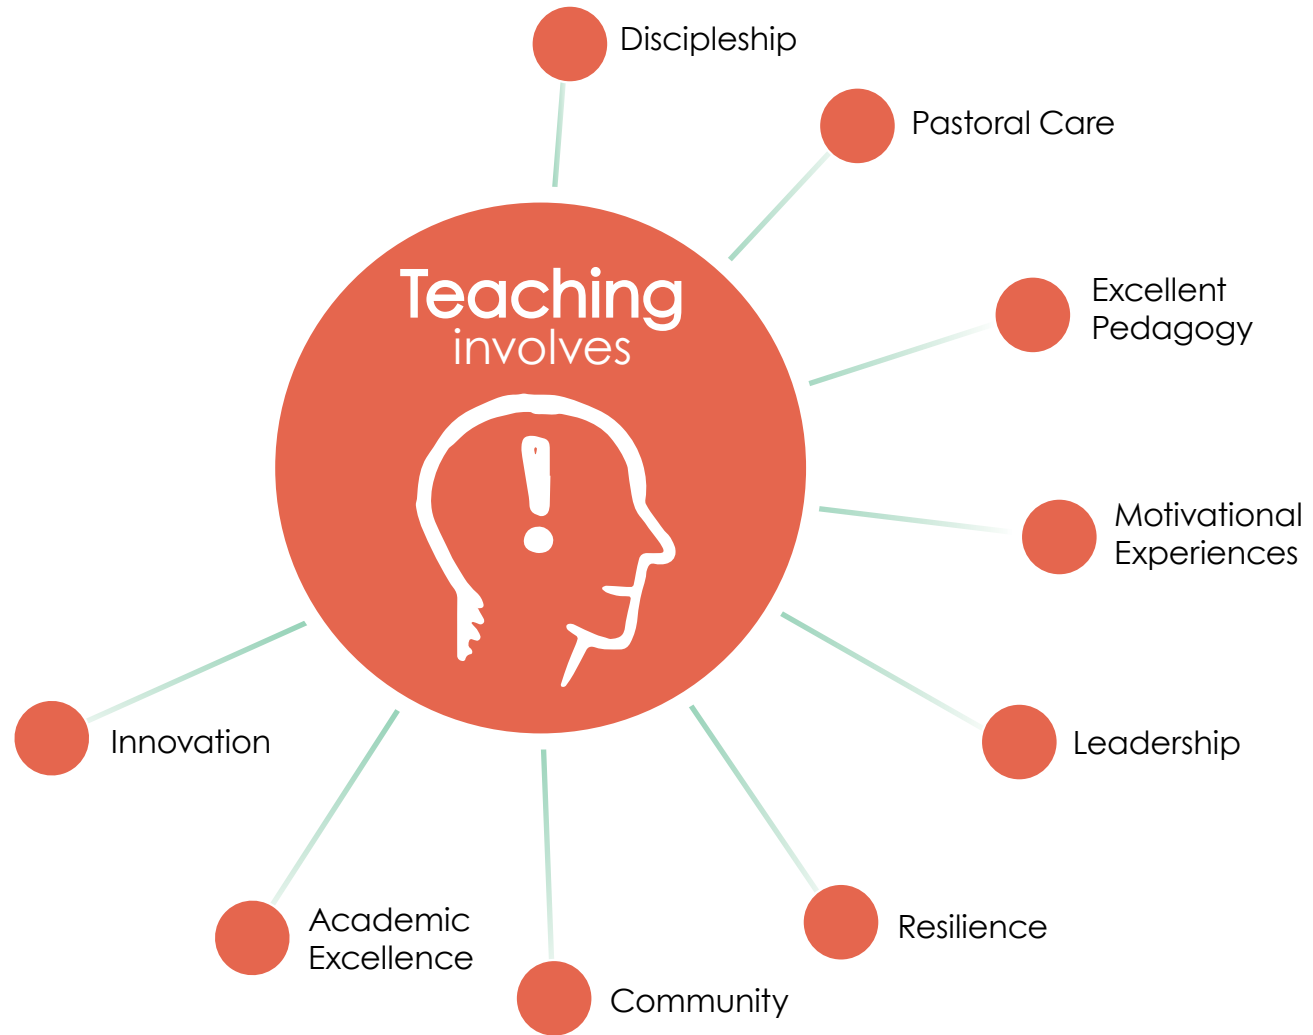 Discipleship
Pastoral Care
Teaching
involves
Excellent
Pedagogy
Motivational
Experiences
Leadership
Innovation
Resilience
Academic
Excellence
Community